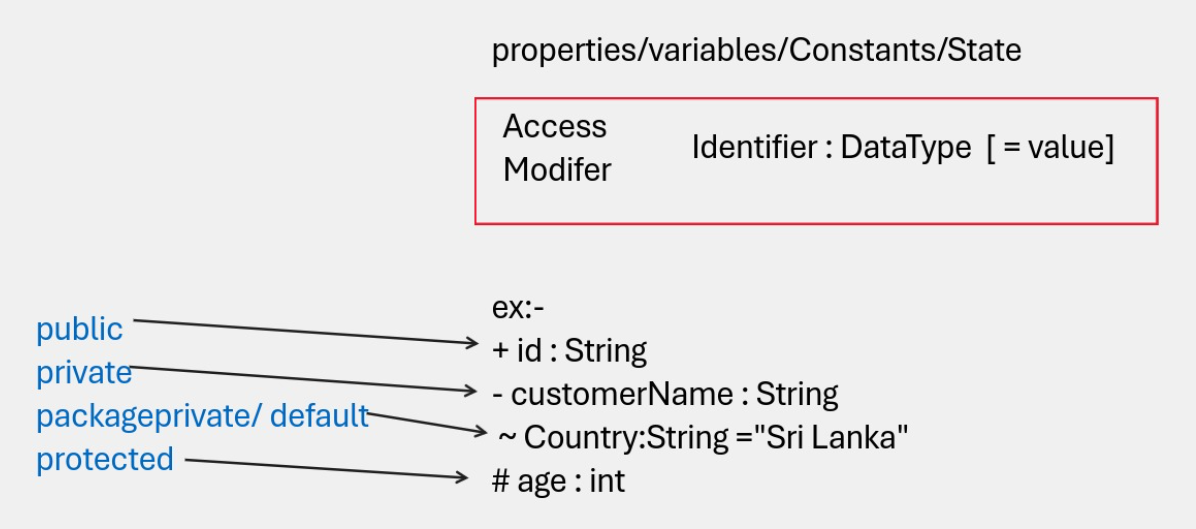 properties/variables/Constants/State
Access
Modifer
Identifier : DataType [ = value]
ex:-
public
+ id : String
private
- customerName : String
packageprivate/ default
~ Country:String ="Sri Lanka"
protected
# age : int